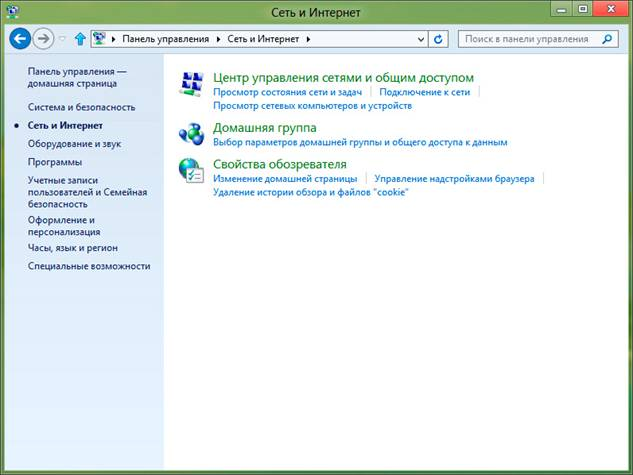 Сеть и Интернет
Панель управления
Сеть и Интернет
Поиск в панели управления
Панель управления —
домашняя страница
Система и безопасность
Сеть и Интернет
Оборудование и звук
Программы
Учетные записи
пользователей и Семейная
безопасность
Оформление и
персонализация
Часы, язык и регион
Специальные возможности
Центр управления сетями и общим доступом
Просмотр состояния сети и задач
Подключение к сети
Просмотр сетевых компьютеров и устройств
Домашняя группа
Выбор параметров домашней группы и общего доступа к данным
Свойства обозревателя
Изменение домашней страницы
Управление надстройками браузера
Удаление истории обзора и файлов "cookie"